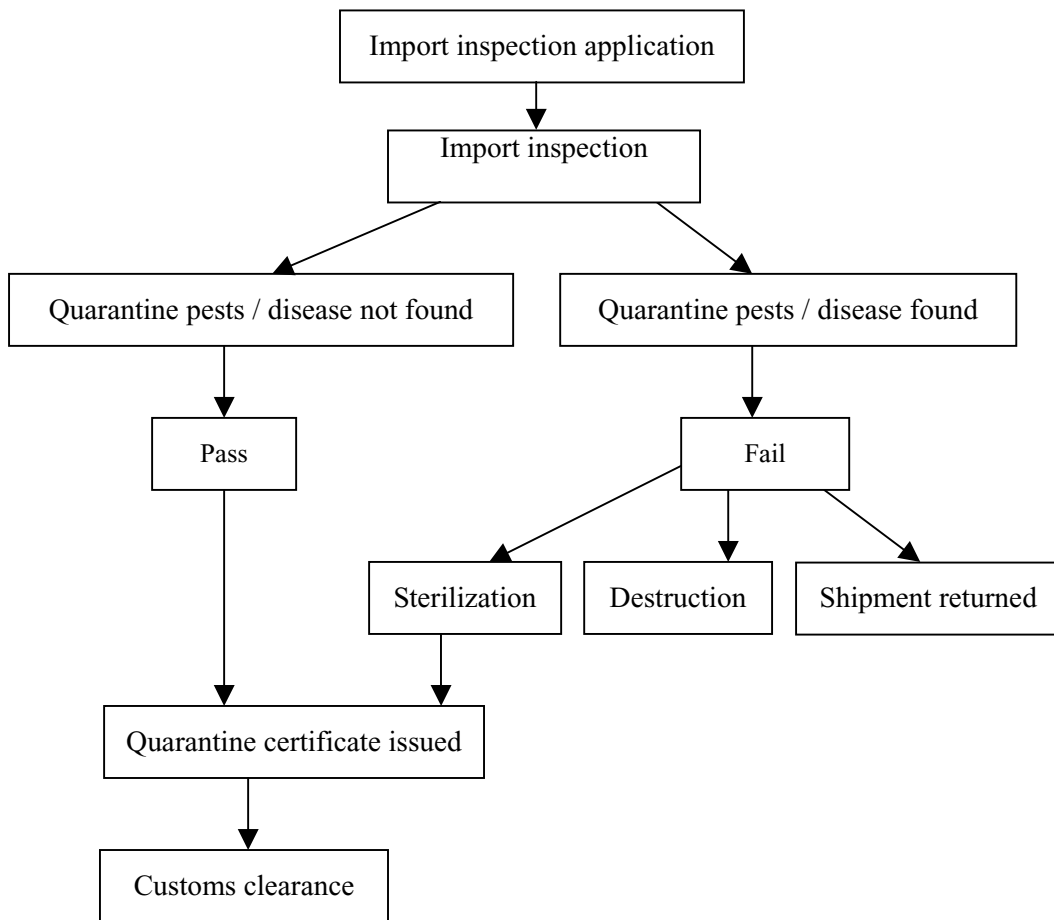 Import inspection application
Import inspection
Quarantine pests / disease not found
Quarantine pests / disease found
Pass
Fail
Sterilization
Destruction
Shipment returned
Quarantine certificate issued
Customs clearance